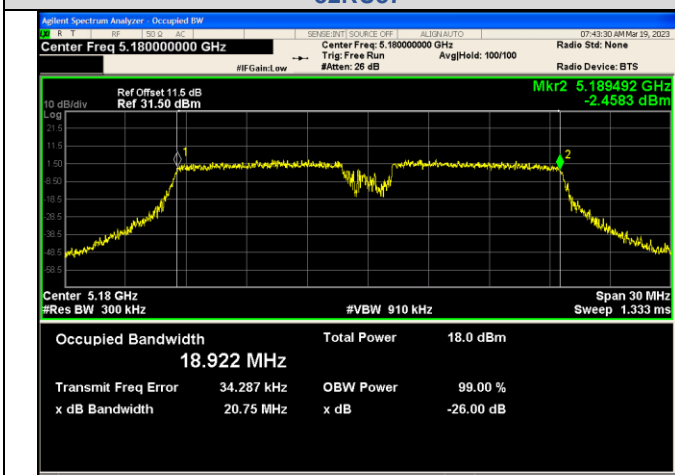 Agilent Spectrum Analyzer - Occupied BW
R T RF 50 Ω AC SENSE:INT SOURCE OFF ALIGNAUTO 07:43:30 AM Mar 19, 2023
Center Freq 5.180000000 GHz Center Freq: 5.180000000 GHz Radio Std: None
Trig: Free Run Avg|Hold: 100/100
#IFGain:Low #Atten: 26 dB Radio Device: BTS
Mkr2 5.189492 GHz
Ref Offset 11.5 dB -2.4583 dBm
10 dB/div Ref 31.50 dBm
Log
21.5
11.5
1
2
1.50
-8.50
-18.5
-28.5
-38.5
-48.5
-58.5
Center 5.18 GHz Span 30 MHz
#Res BW 300 kHz #VBW 910 kHz Sweep 1.333 ms
Occupied Bandwidth Total Power 18.0 dBm
18.922 MHz
Transmit Freq Error 34.287 kHz OBW Power 99.00 %
x dB Bandwidth 20.75 MHz x dB -26.00 dB